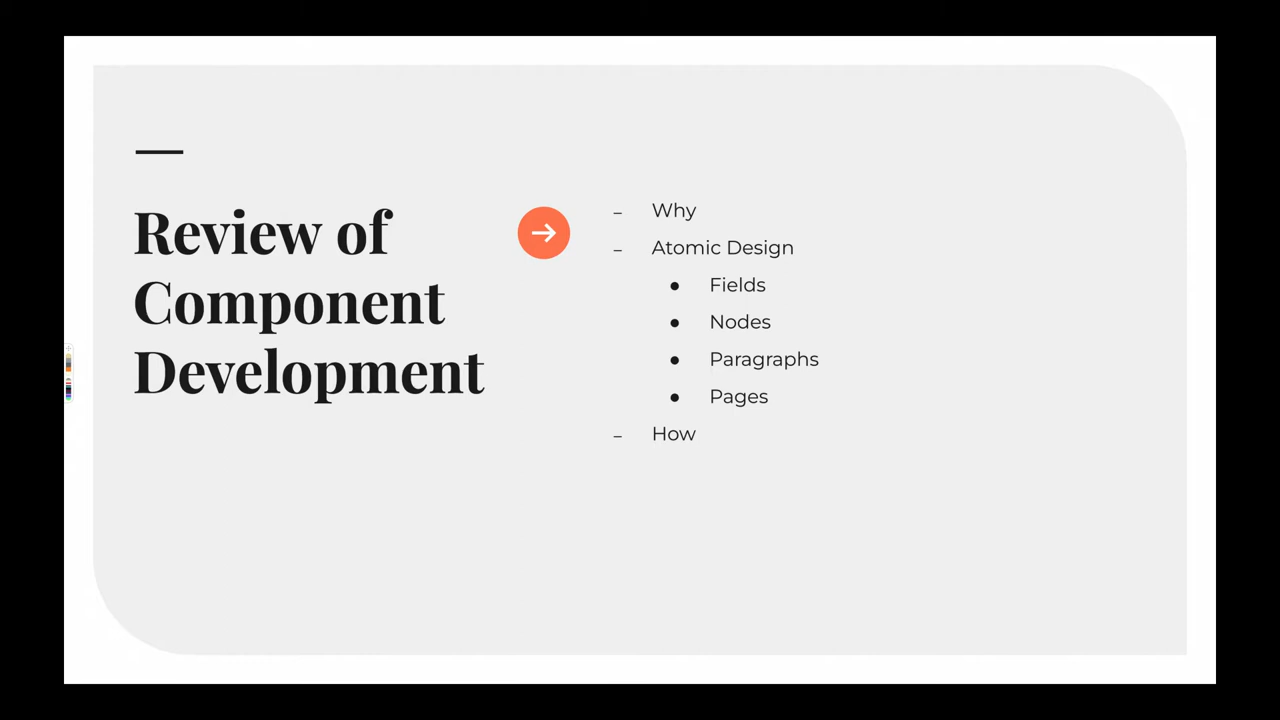 Review of
Component
Development
– Why
– Atomic Design
● Fields
● Nodes
● Paragraphs
● Pages
– How